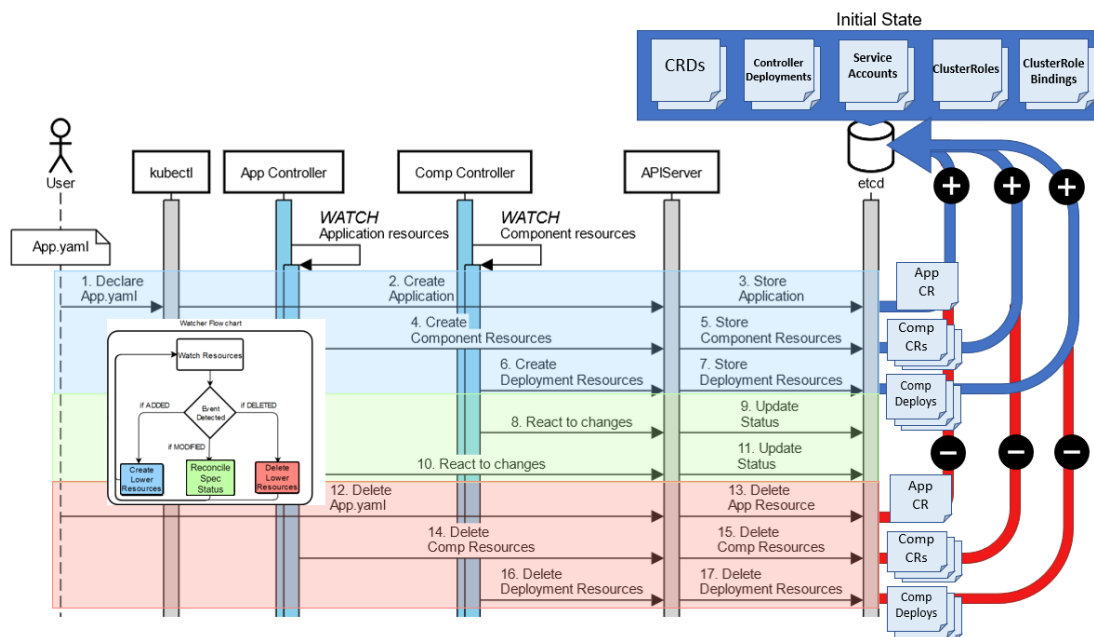 Initial State
CRDs
Controller
Deployments
Service
Accounts
ClusterRoles
ClusterRole
Bindings
User
kubectl
App Controller
Comp Controller
APIServer
etcd
App.yaml
WATCH
Application resources
WATCH
Component resources
1. Declare
App.yaml
2. Create
Application
3. Store
Application
App
CR
4. Create
Component Resources
5. Store
Component Resources
Comp
CRs
6. Create
Deployment Resources
7. Store
Deployment Resources
Comp
Deploys
Watcher Flow chart
Watch Resources
Event
Detected
if ADDED
if DELETED
if MODIFIED
Create
Lower
Resources
Reconcile
Spec
Status
Delete
Lower
Resources
8. React to changes
9. Update
Status
10. React to changes
11. Update
Status
12. Delete
App.yaml
13. Delete
App Resource
App
CR
14. Delete
Comp Resources
15. Delete
Comp Resources
Comp
CRs
16. Delete
Deployment Resources
17. Delete
Deployment Resources
Comp
Deploys